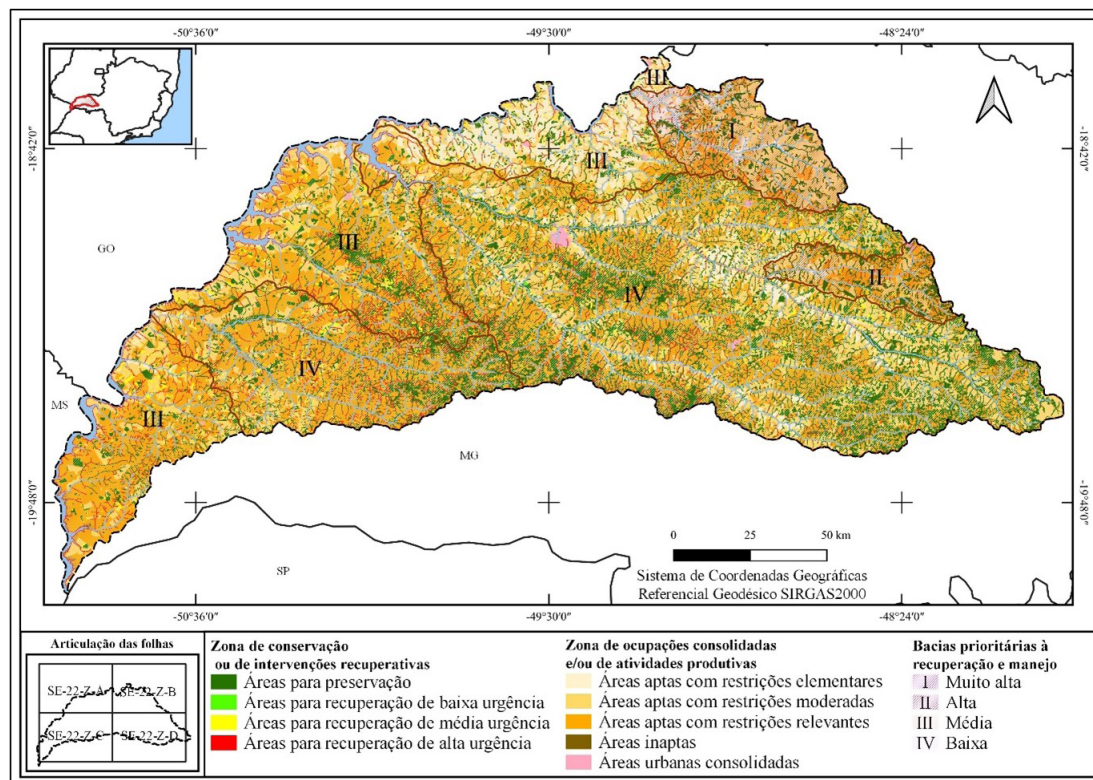 -50°36'0"
-49°30'0"
-48°24'0"
III
I
-18°42'0"
-18°42'0"
III
GO
III
II
IV
IV
MS
III
MG
-19°48'0"
-19°48'0"
0
25
50 km
SP
Sistema de Coordenadas Geográficas
Referencial Geodésico SIRGAS2000
-50°36'0"
-49°30'0"
-48°24'0"
Articulação das folhas
SE-22-Z-A
SE-22-Z-B
SE-22-Z-C
SE-22-Z-D
Zona de conservação
ou de intervenções recuperativas
Áreas para preservação
Áreas para recuperação de baixa urgência
Áreas para recuperação de média urgência
Áreas para recuperação de alta urgência
Zona de ocupações consolidadas
e/ou de atividades produtivas
Áreas aptas com restrições elementares
Áreas aptas com restrições moderadas
Áreas aptas com restrições relevantes
Áreas inaptas
Áreas urbanas consolidadas
Bacias prioritárias à
recuperação e manejo
I Muito alta
II Alta
III Média
IV Baixa